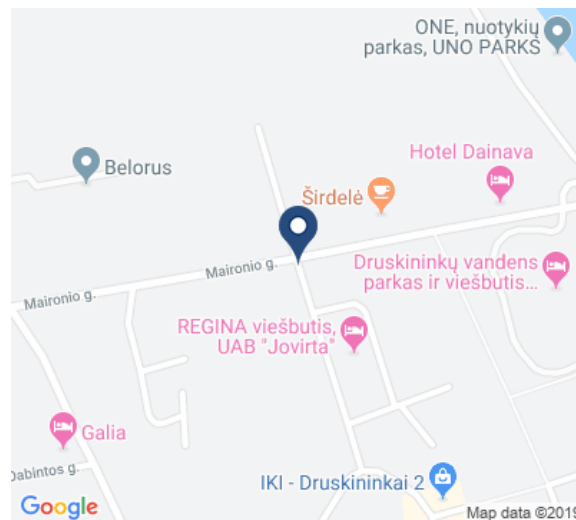 ONE, nuotykių
parkas, UNO PARKS
Hotel Dainava
Belorus
Širdelė
Maironio g.
Druskininkų vandens
parkas ir viešbutis...
Maironio g.
REGINA viešbutis,
UAB "Jovirta"
Galia
Dabintos g.
IKI - Druskininkai 2
Google
Map data ©2019